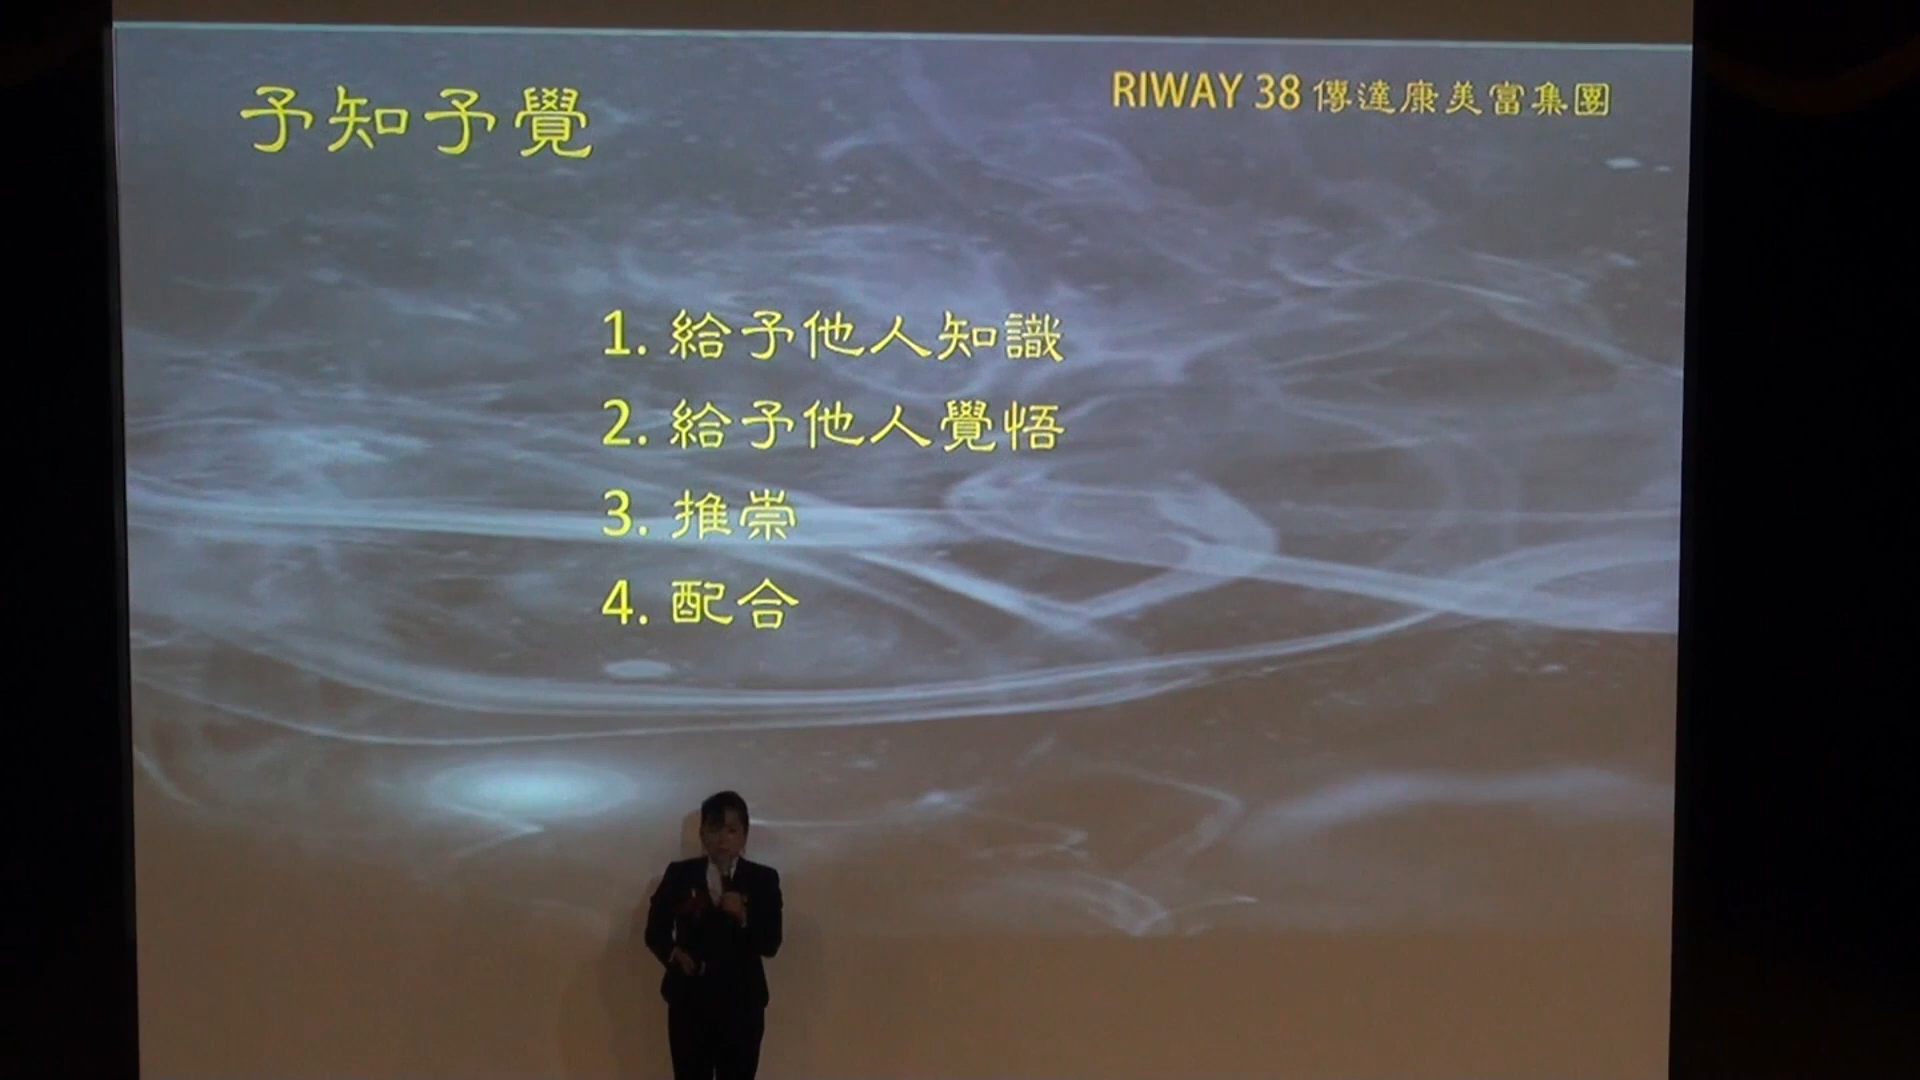 予知予覺
RIWAY 38 傳達康美富集團
1. 給予他人知識
2. 給予他人覺悟
3. 推崇
4. 配合